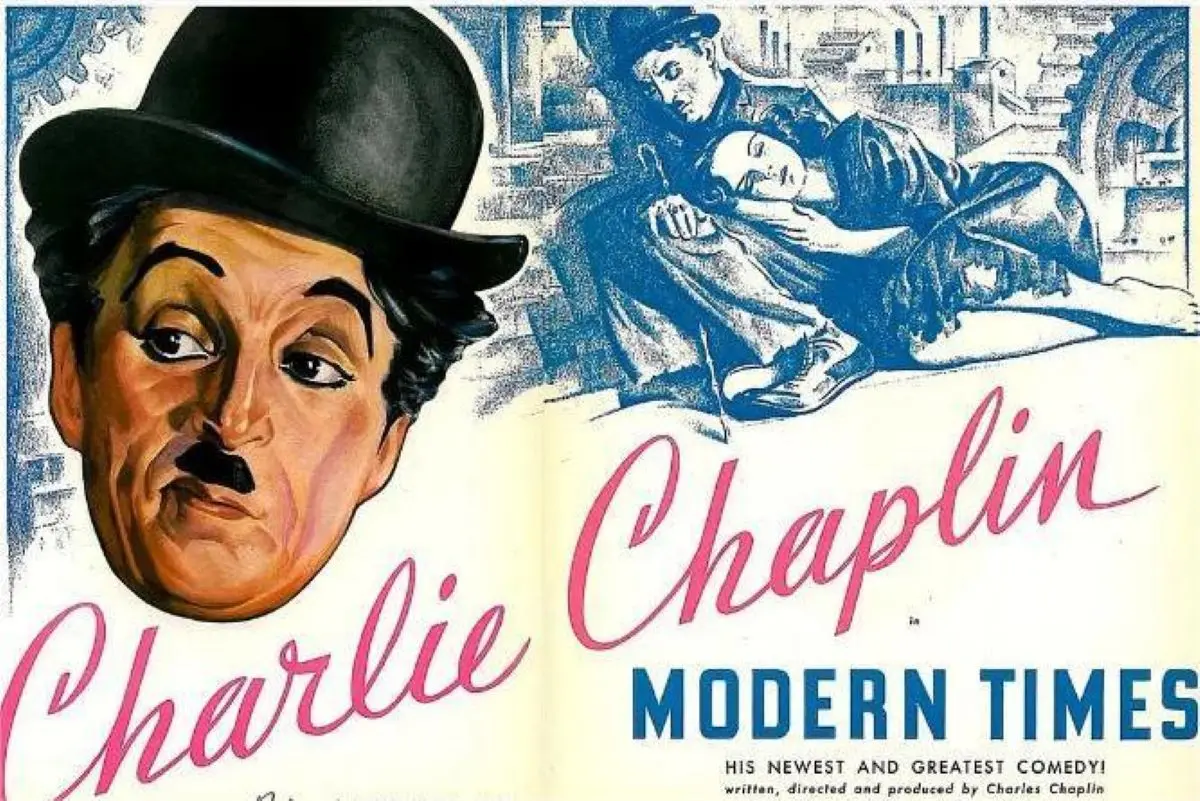 Charlie Chaplin
in
MODERN TIMES
HIS NEWEST AND GREATEST COMEDY!
written, directed and produced by Charles Chaplin